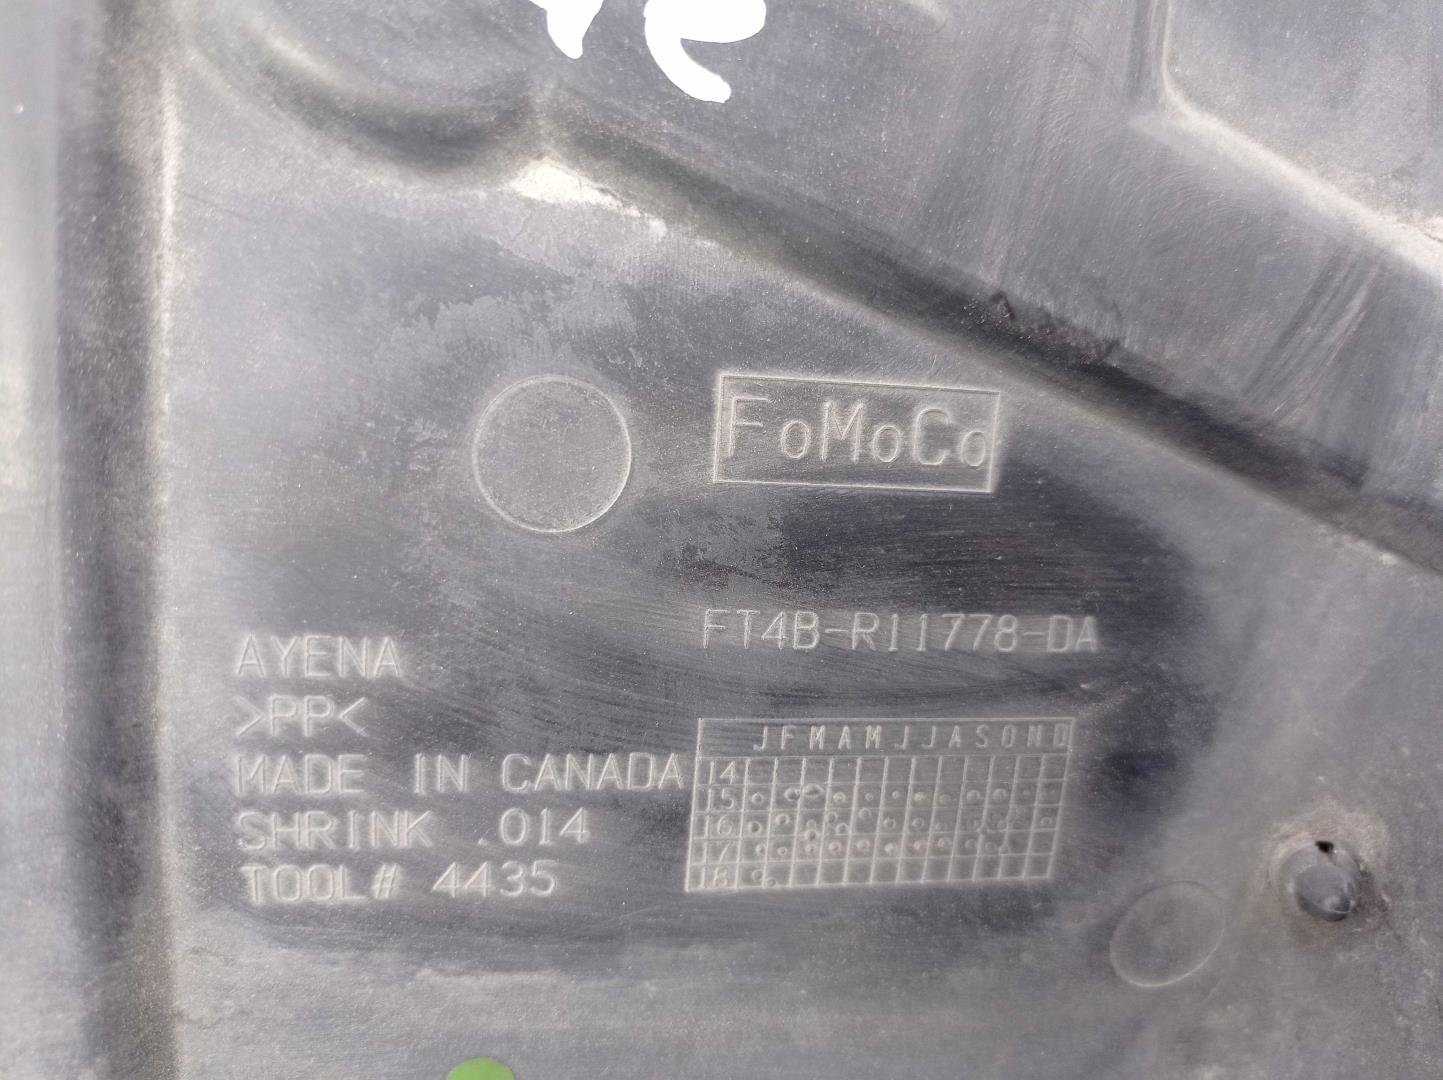 FoMoCo
FT4B-R11778-DA
AYENA
>PP<
MADE IN CANADA
SHRINK .014
TOOL# 4435
J F M A M J J A S O N D
14
15
16
17
18